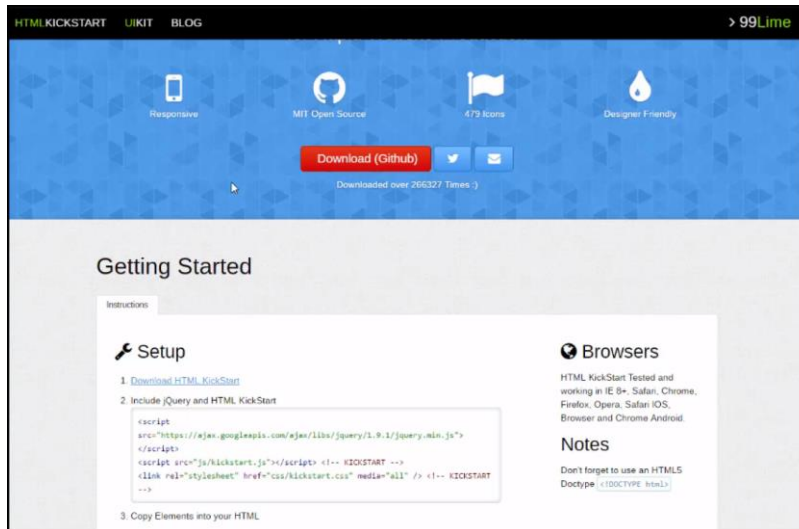 HTMLKICKSTART UIKIT BLOG > 99Lime
Responsive MIT Open Source 479 Icons Designer Friendly
Download (Github)
Downloaded over 266327 Times :)
Getting Started
Instructions
Setup
1. Download HTML KickStart
2. Include jQuery and HTML KickStart
<script
src="https://ajax.googleapis.com/ajax/libs/jquery/1.9.1/jquery.min.js">
</script>
<script src="js/kickstart.js"></script> <!-- KICKSTART -->
<link rel="stylesheet" href="css/kickstart.css" media="all" /> <!-- KICKSTART
-->
3. Copy Elements into your HTML
Browsers
HTML KickStart Tested and
working in IE 8+, Safari, Chrome,
Firefox, Opera, Safari IOS,
Browser and Chrome Android.
Notes
Don't forget to use an HTML5
Doctype <!DOCTYPE html>